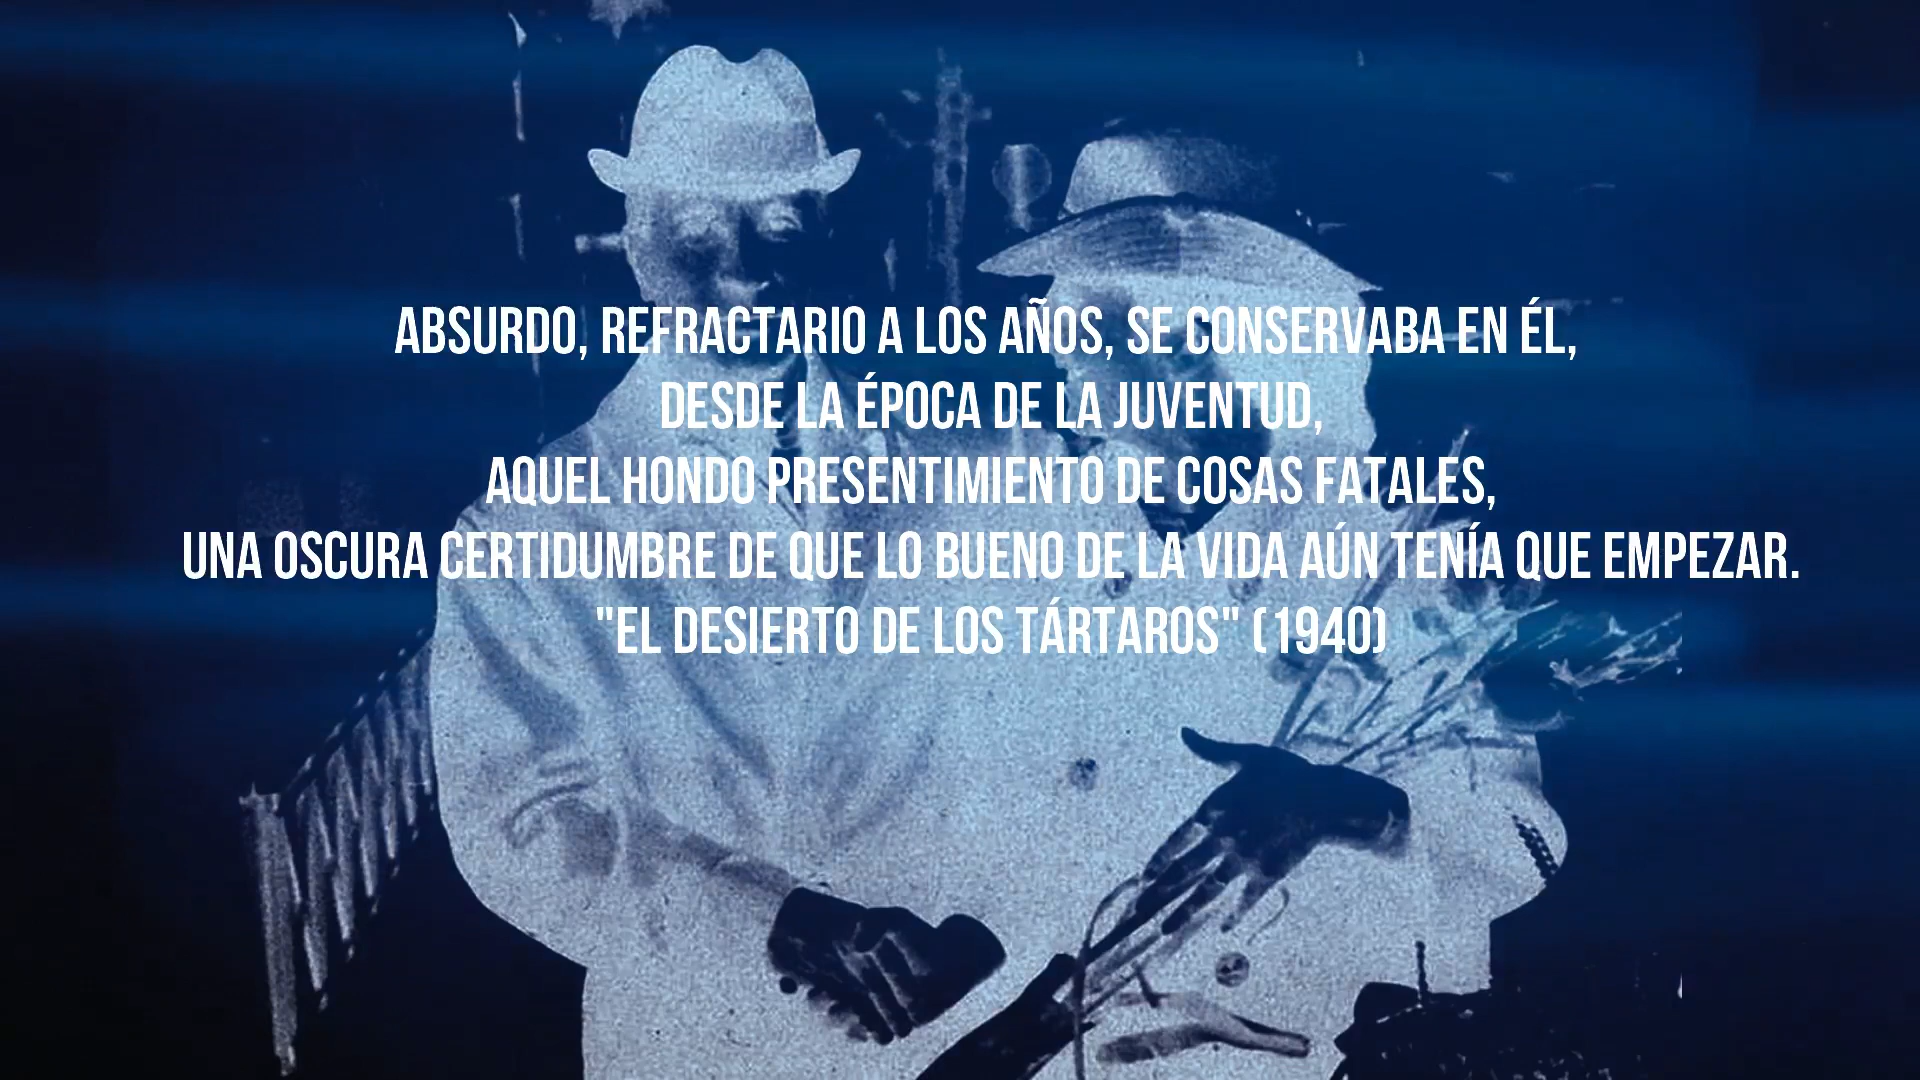 ABSURDO, REFRACTARIO A LOS AÑOS, SE CONSERVABA EN ÉL,
DESDE LA ÉPOCA DE LA JUVENTUD,
AQUEL HONDO PRESENTIMIENTO DE COSAS FATALES,
UNA OSCURA CERTIDUMBRE DE QUE LO BUENO DE LA VIDA AÚN TENÍA QUE EMPEZAR.
"EL DESIERTO DE LOS TÁRTAROS" (1940)